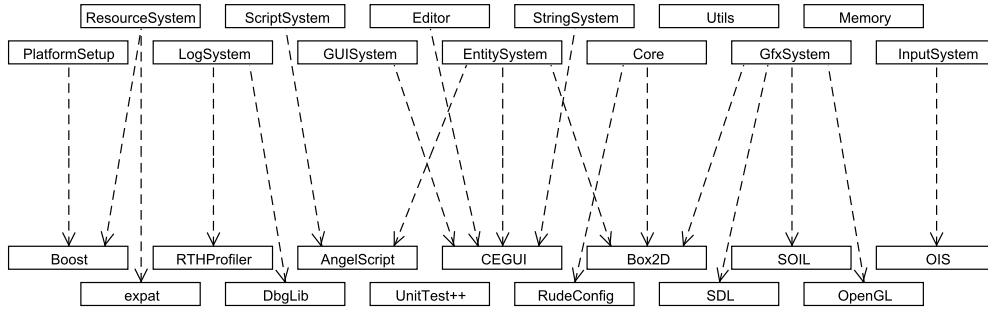 ResourceSystem ScriptSystem Editor StringSystem Utils Memory
PlatformSetup LogSystem GUISystem EntitySystem Core GfxSystem InputSystem
Boost RTHProfiler AngelScript CEGUI Box2D SOIL OIS
expat DbgLib UnitTest++ RudeConfig SDL OpenGL